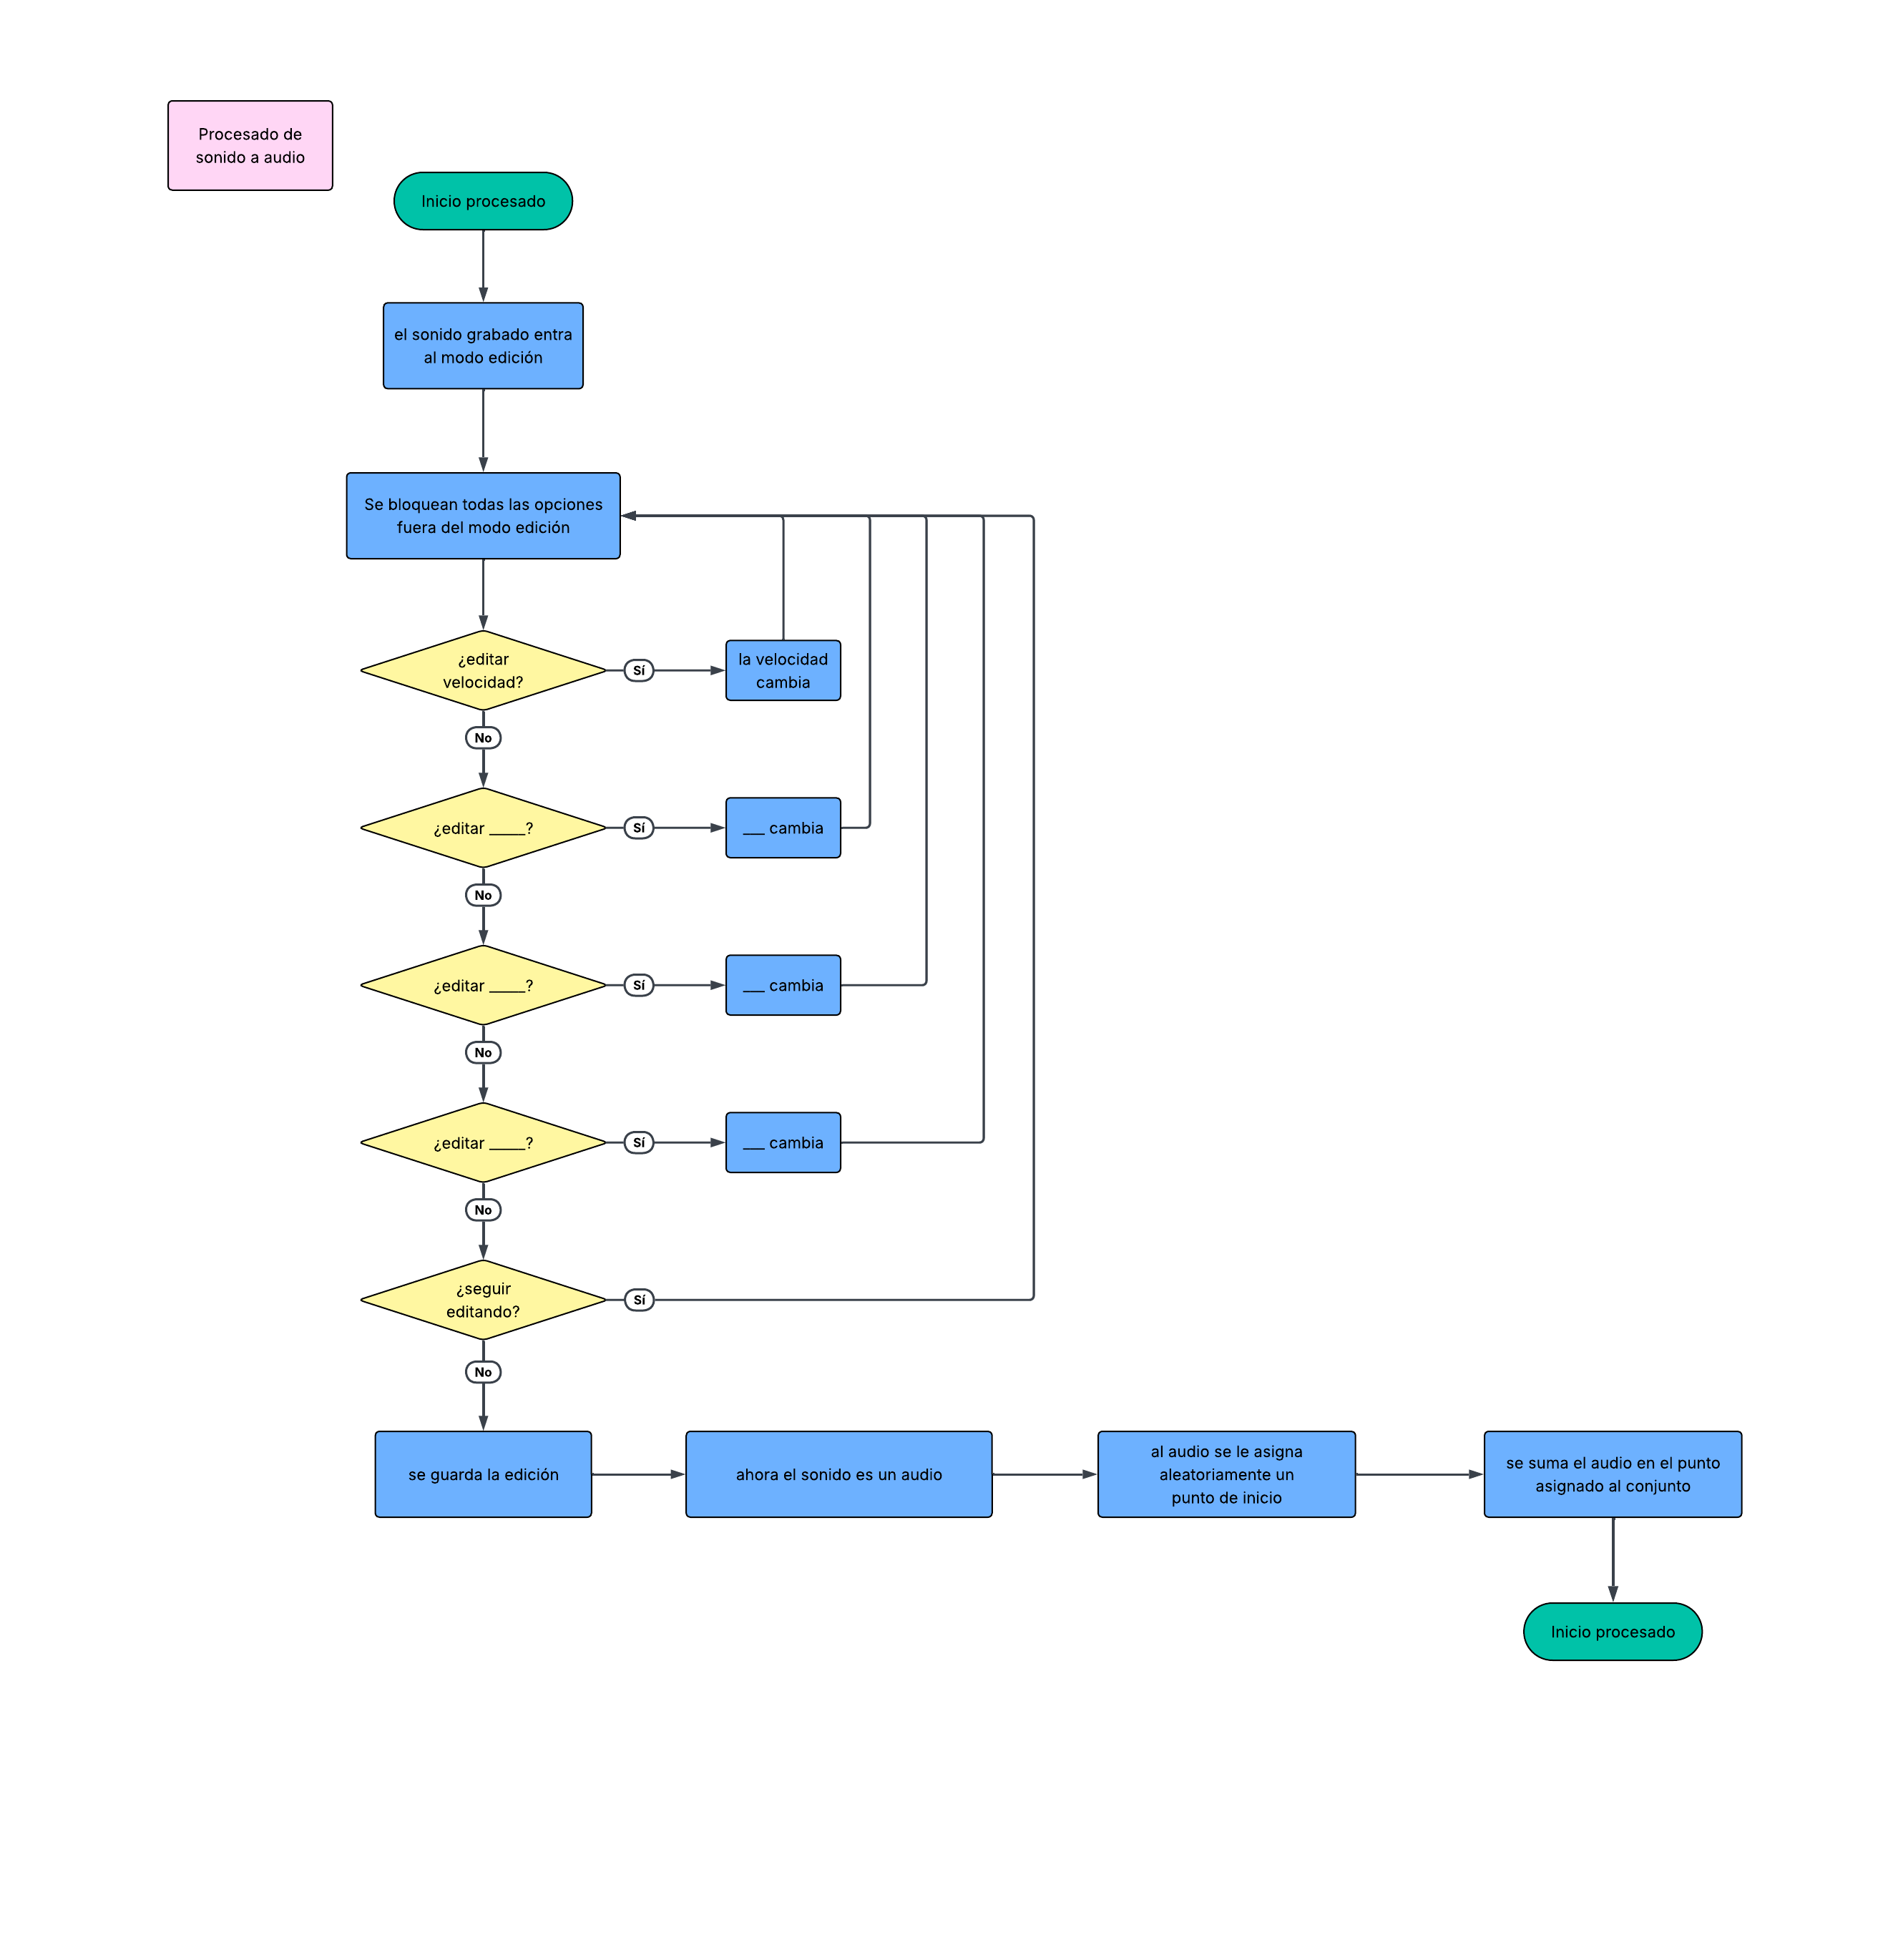 Procesado de
sonido a audio
Inicio procesado
el sonido grabado entra
al modo edición
Se bloquean todas las opciones
fuera del modo edición
¿editar
velocidad?
Sí
la velocidad
cambia
No
¿editar _____?
Sí
___ cambia
No
¿editar _____?
Sí
___ cambia
No
¿editar _____?
Sí
___ cambia
No
¿seguir
editando?
Sí
No
se guarda la edición
ahora el sonido es un audio
al audio se le asigna
aleatoriamente un
punto de inicio
se suma el audio en el punto
asignado al conjunto
Inicio procesado